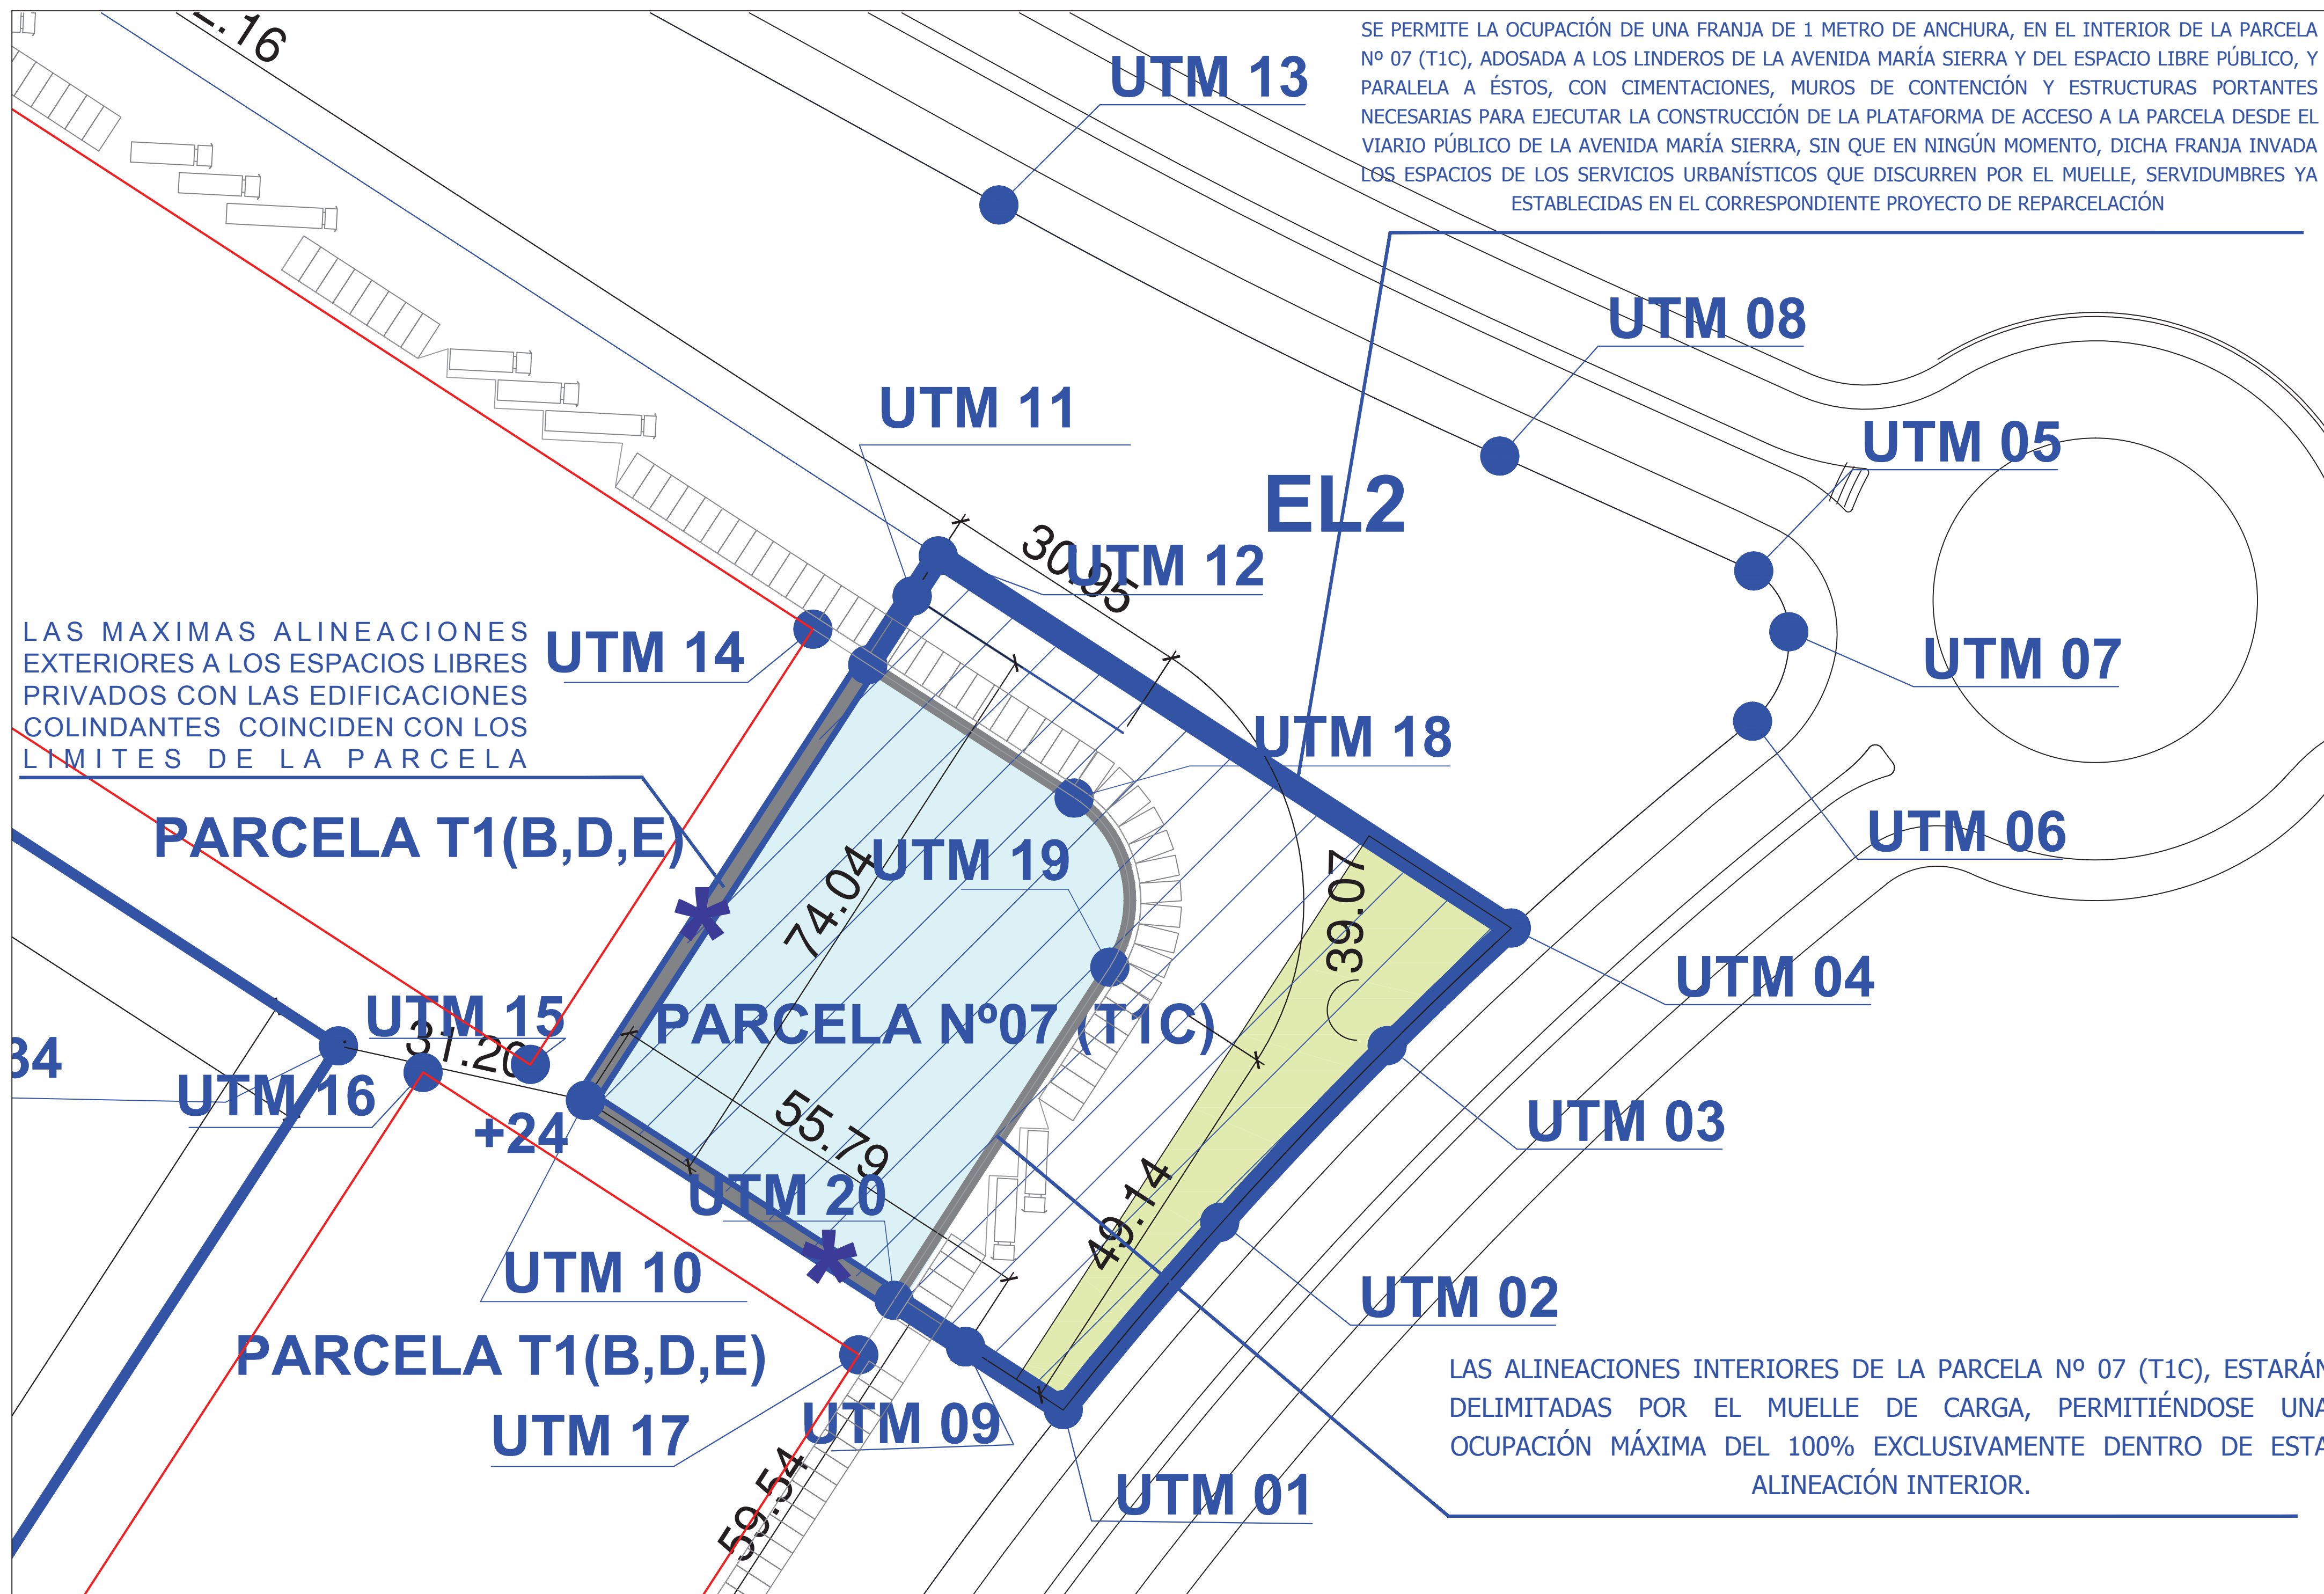 2.16
SE PERMITE LA OCUPACIÓN DE UNA FRANJA DE 1 METRO DE ANCHURA, EN EL INTERIOR DE LA PARCELA
Nº 07 (T1C), ADOSADA A LOS LINDEROS DE LA AVENIDA MARÍA SIERRA Y DEL ESPACIO LIBRE PÚBLICO, Y
PARALELA A ÉSTOS, CON CIMENTACIONES, MUROS DE CONTENCIÓN Y ESTRUCTURAS PORTANTES
NECESARIAS PARA EJECUTAR LA CONSTRUCCIÓN DE LA PLATAFORMA DE ACCESO A LA PARCELA DESDE EL
VIARIO PÚBLICO DE LA AVENIDA MARÍA SIERRA, SIN QUE EN NINGÚN MOMENTO, DICHA FRANJA INVADA
LOS ESPACIOS DE LOS SERVICIOS URBANÍSTICOS QUE DISCURREN POR EL MUELLE, SERVIDUMBRES YA
ESTABLECIDAS EN EL CORRESPONDIENTE PROYECTO DE REPARCELACIÓN
UTM 13
UTM 08
UTM 11
UTM 05
EL2
30.95
UTM 12
LAS MAXIMAS ALINEACIONES
EXTERIORES A LOS ESPACIOS LIBRES
PRIVADOS CON LAS EDIFICACIONES
COLINDANTES COINCIDEN CON LOS
LIMITES DE LA PARCELA
UTM 14
UTM 07
UTM 18
PARCELA T1(B,D,E)
UTM 19
UTM 06
74.04
39.07
*
UTM 04
UTM 15
PARCELA Nº07 (T1C)
31.20
34
UTM 16
+24
55.79
UTM 03
UTM 20
49.14
*
UTM 10
UTM 02
PARCELA T1(B,D,E)
LAS ALINEACIONES INTERIORES DE LA PARCELA Nº 07 (T1C), ESTARÁN
DELIMITADAS POR EL MUELLE DE CARGA, PERMITIÉNDOSE UNA
OCUPACIÓN MÁXIMA DEL 100% EXCLUSIVAMENTE DENTRO DE ESTA
ALINEACIÓN INTERIOR.
UTM 17
UTM 09
59.54
UTM 01